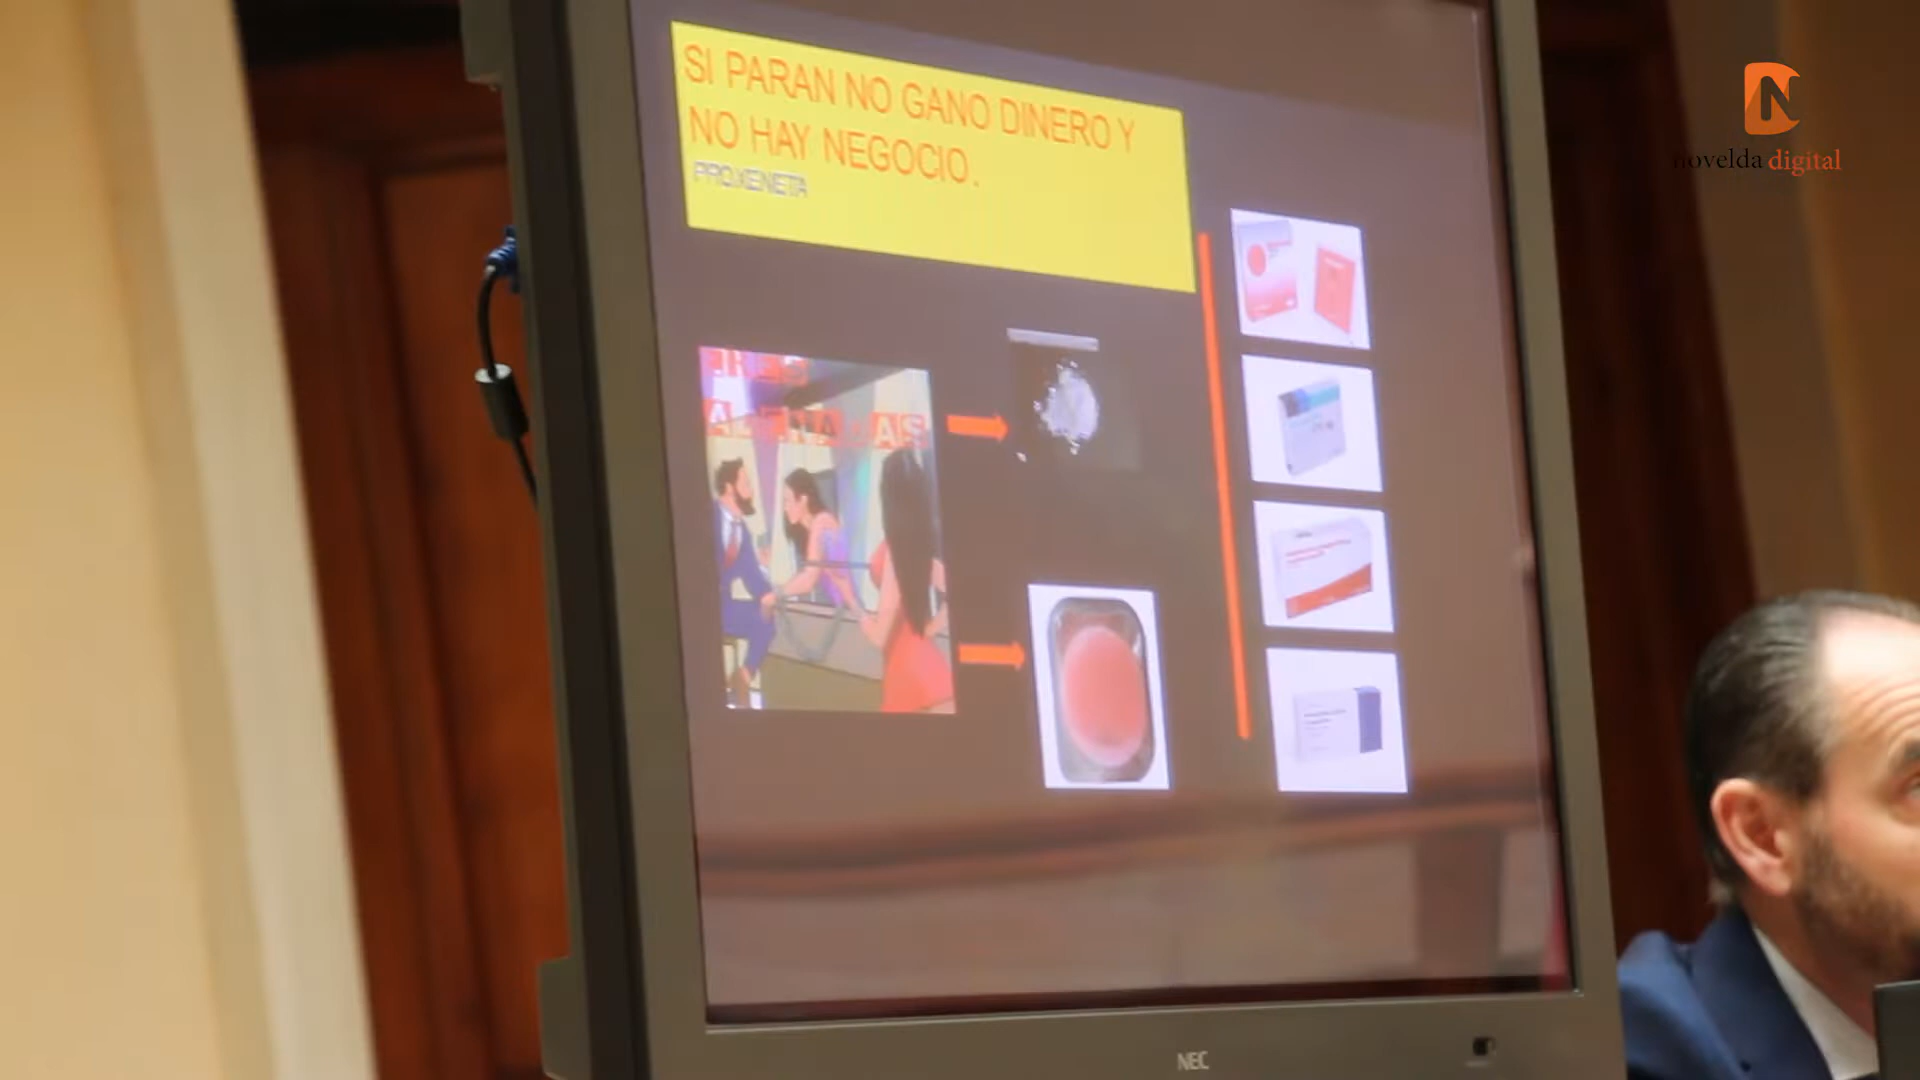 SI PARAN NO GANO DINERO Y
NO HAY NEGOCIO.
PROXENETA
novelda digital
NEC